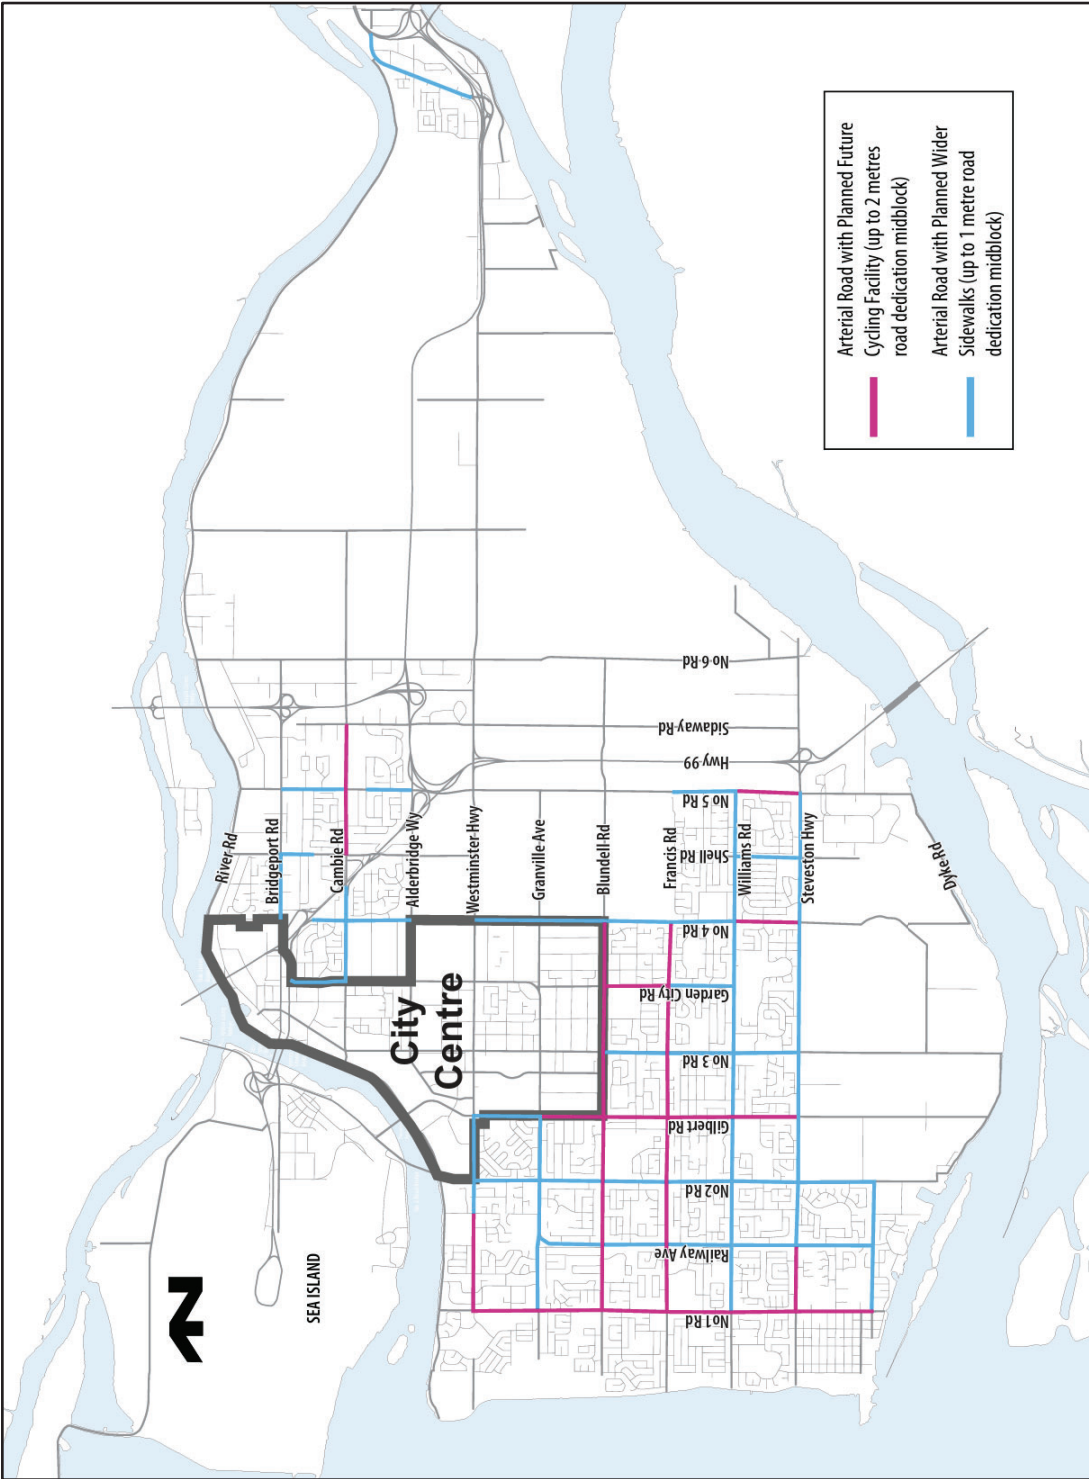 N
SEA ISLAND
City
Centre
River Rd
Bridgeport Rd
Cambie Rd
Alderbridge Wy
Westminster Hwy
Granville Ave
Blundell Rd
Francis Rd
Williams Rd
Steveston Hwy
Dyke Rd
No 1 Rd
Railway Ave
No 2 Rd
Gilbert Rd
No 3 Rd
Garden City Rd
No 4 Rd
Shell Rd
No 5 Rd
Hwy 99
Sidaway Rd
No 6 Rd
Arterial Road with Planned Future
Cycling Facility (up to 2 metres
road dedication midblock)
Arterial Road with Planned Wider
Sidewalks (up to 1 metre road
dedication midblock)